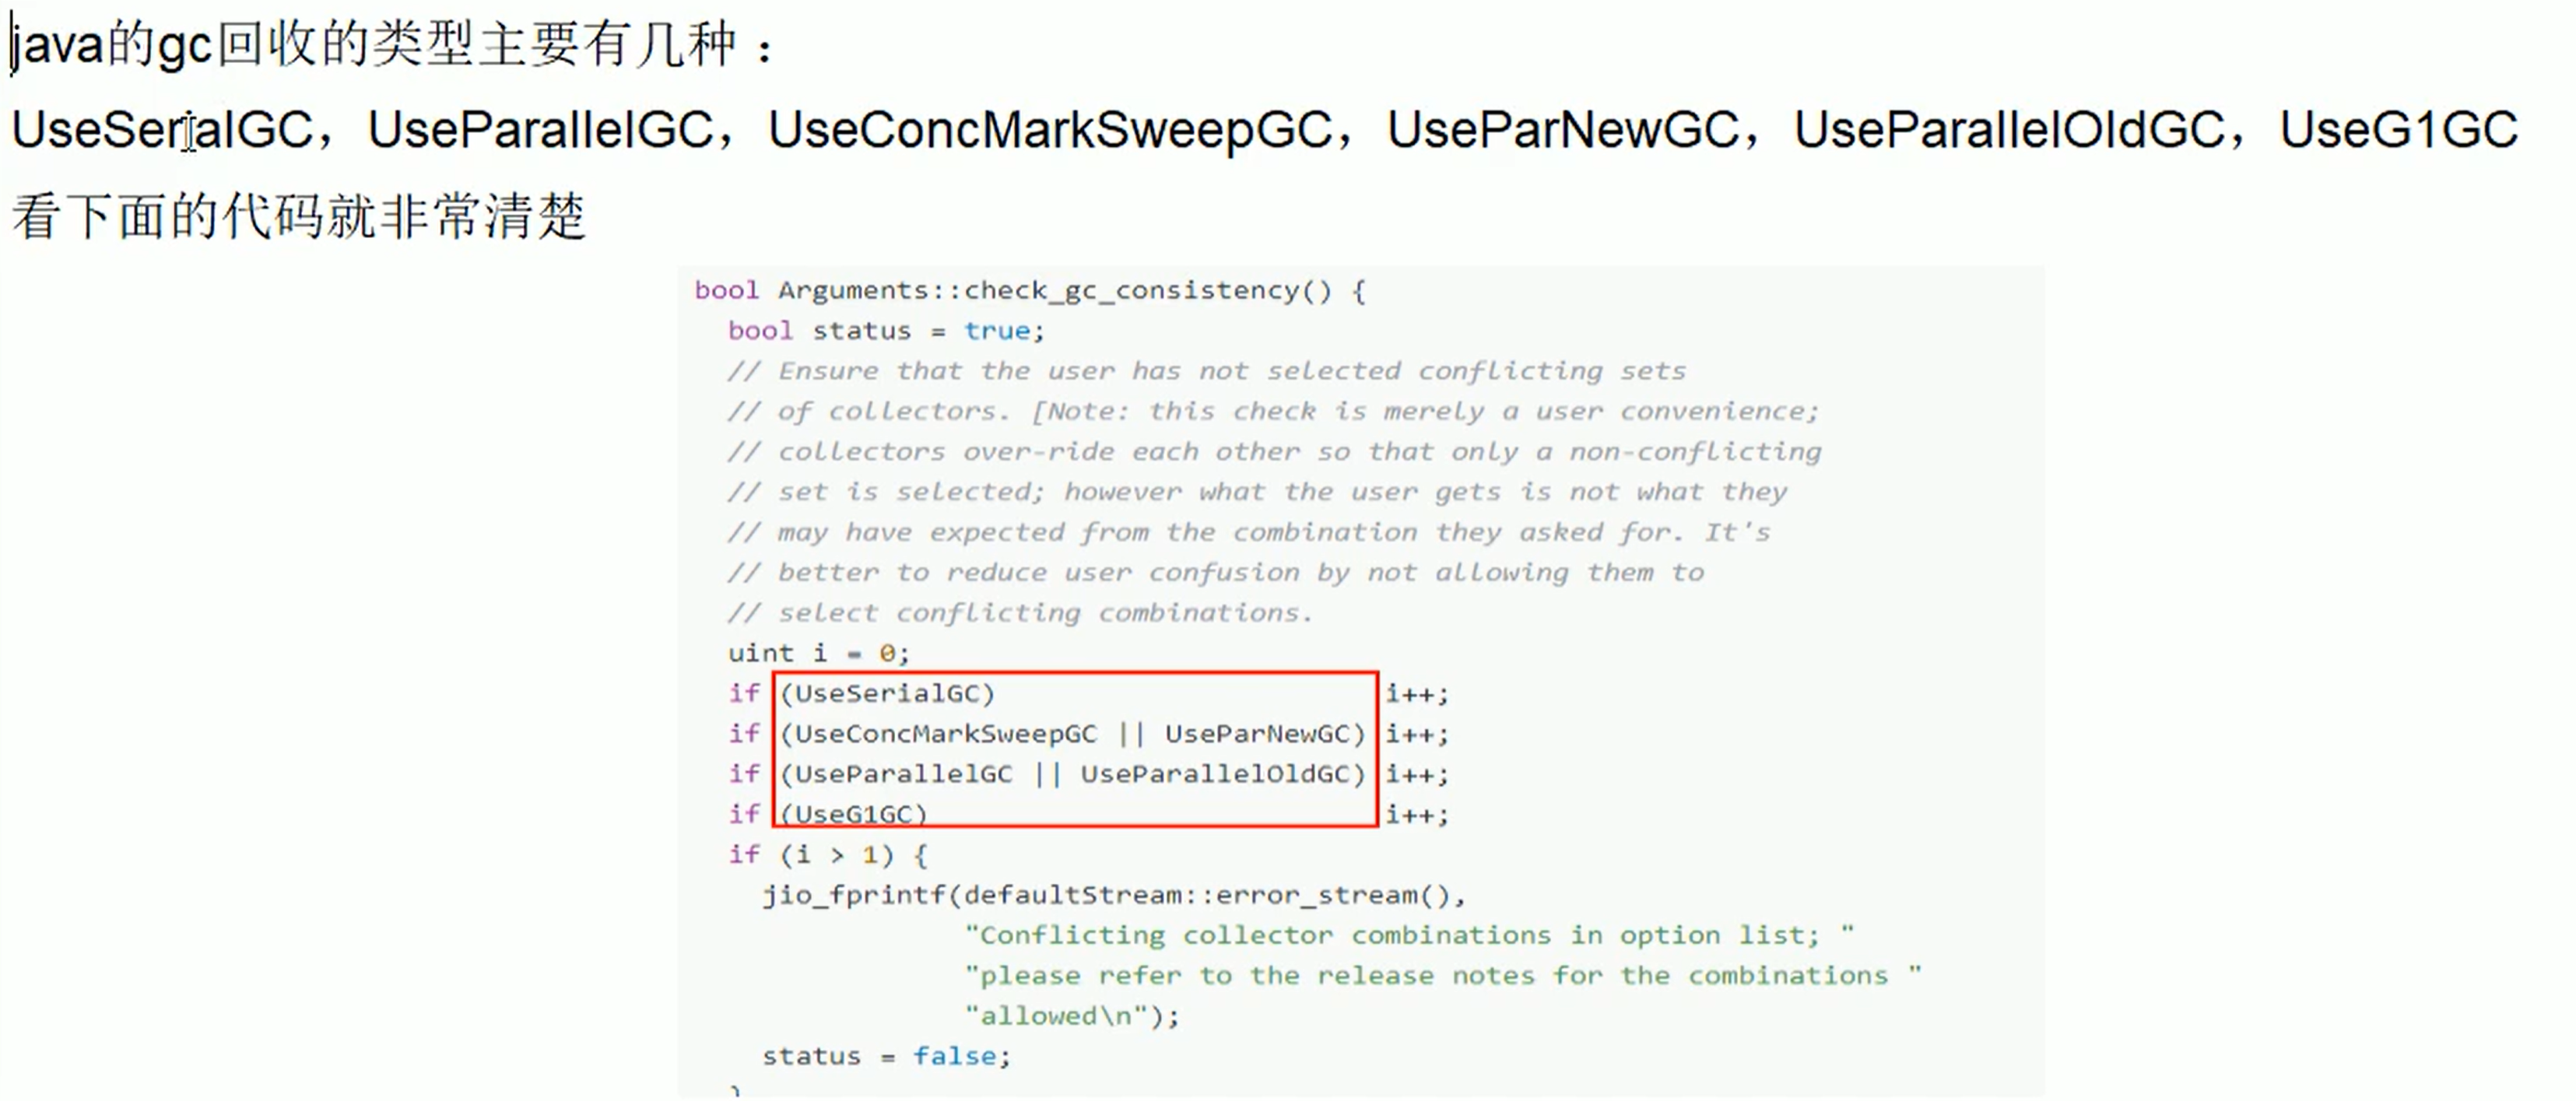 java的gc回收的类型主要有几种：
UseSerialGC，UseParallelGC，UseConcMarkSweepGC，UseParNewGC，UseParallelOldGC，UseG1GC
看下面的代码就非常清楚
bool Arguments::check_gc_consistency() {
bool status = true;
// Ensure that the user has not selected conflicting sets
// of collectors. [Note: this check is merely a user convenience;
// collectors over-ride each other so that only a non-conflicting
// set is selected; however what the user gets is not what they
// may have expected from the combination they asked for. It's
// better to reduce user confusion by not allowing them to
// select conflicting combinations.
uint i = 0;
if (UseSerialGC) i++;
if (UseConcMarkSweepGC || UseParNewGC) i++;
if (UseParallelGC || UseParallelOldGC) i++;
if (UseG1GC) i++;
if (i > 1) {
jio_fprintf(defaultStream::error_stream(),
"Conflicting collector combinations in option list; "
"please refer to the release notes for the combinations "
"allowed\n");
status = false;
}